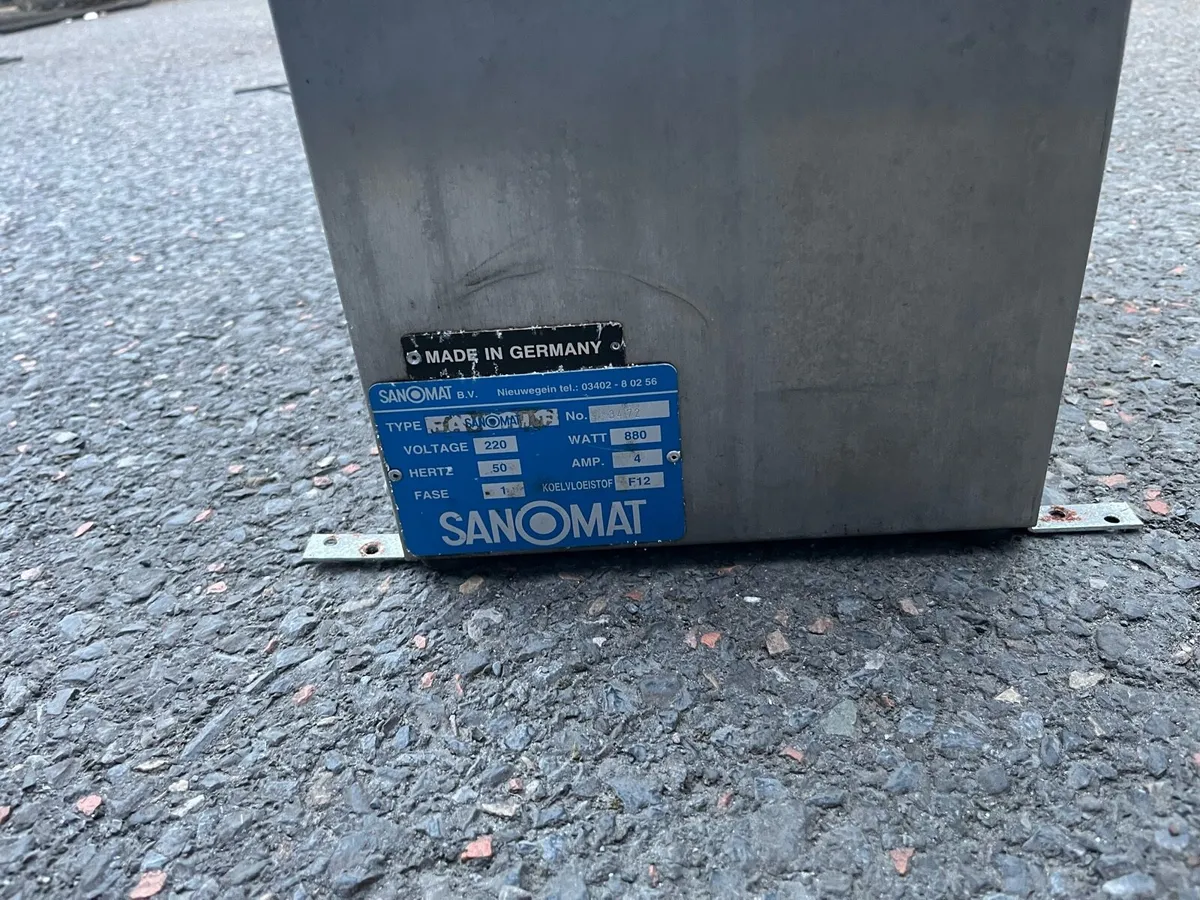 MADE IN GERMANY
SANOMAT B.V. Nieuwegein tel.: 03402 - 8 02 56
TYPE SANOMAT No. 3472
VOLTAGE 220 WATT 880
HERTZ 50 AMP. 4
FASE 1 KOELVLOEISTOF F12
SANOMAT